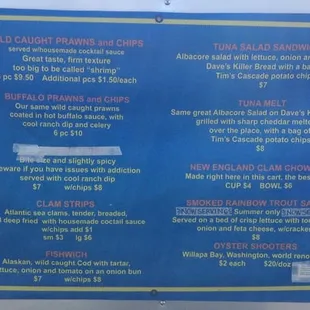 LD CAUGHT PRAWNS and CHIPS
served w/housemade cocktail sauce
Great taste, firm texture
too big to be called "shrimp"
pc $9.50 Additional pcs $1.50/each
BUFFALO PRAWNS and CHIPS
Our same wild caught prawns
coated in hot buffalo sauce, with
cool ranch dip and celery
6 pc $10
Bite size and slightly spicy
eware if you have issues with addiction
served with cool ranch dip
$7 w/chips $8
CLAM STRIPS
Atlantic sea clams, tender, breaded,
deep fried with housemade coctail sauce
w/chips add $1
sm $3 lg $6
FISHWICH
Alaskan, wild caught Cod with tartar,
ttuce, onion and tomato on an onion bun
$7 w/chips $8
TUNA SALAD SANDWI
Albacore salad with lettuce, onion an
Dave's Killer Bread with a ba
Tim's Cascade potato chip
$7
TUNA MELT
Same great Albacore Salad on Dave's
grilled with sharp cheddar mel
over the place, with a bag of
Tim's Cascade potato chips
$8
NEW ENGLAND CLAM CHOW
Made right here in this cart, the bes
CUP $4 BOWL $6
SMOKED RAINBOW TROUT SA
Summer only
Served on a bed of crisp lettuce with to
onion and feta cheese, w/cracker
$8
OYSTER SHOOTERS
Willapa Bay, Washington, world reno
$2 each $20/doz